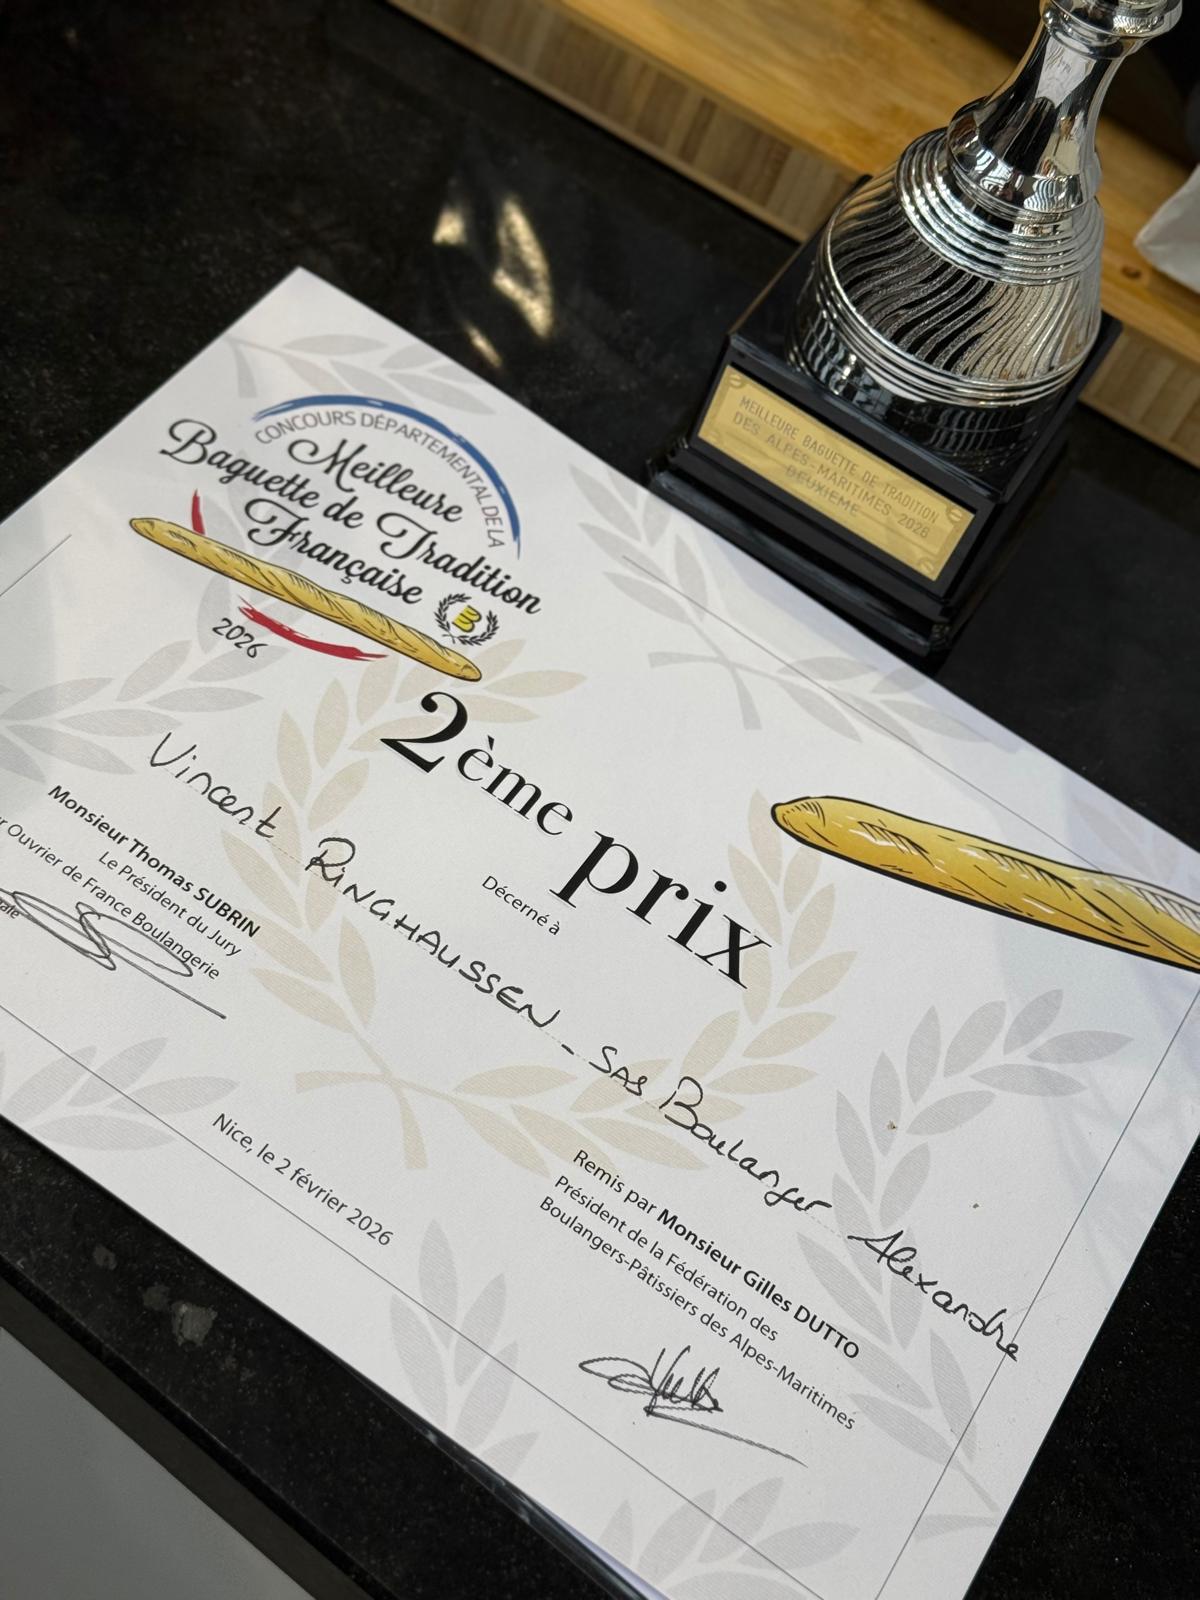 MEILLEURE BAGUETTE DE TRADITION
DES ALPES-MARITIMES 2026
DEUXIEME
CONCOURS DÉPARTEMENTAL DE LA
Meilleure
Baguette de Tradition
Française
2026
2ème prix
Décerné à
Vincent RINGHAUSSEN - SAS Boulanger Alexandre
Monsieur Thomas SUBRIN
Le Président du Jury
Ouvrier de France Boulangerie
Nice, le 2 février 2026
Remis par Monsieur Gilles DUTTO
Président de la Fédération des
Boulangers-Pâtissiers des Alpes-Maritimes